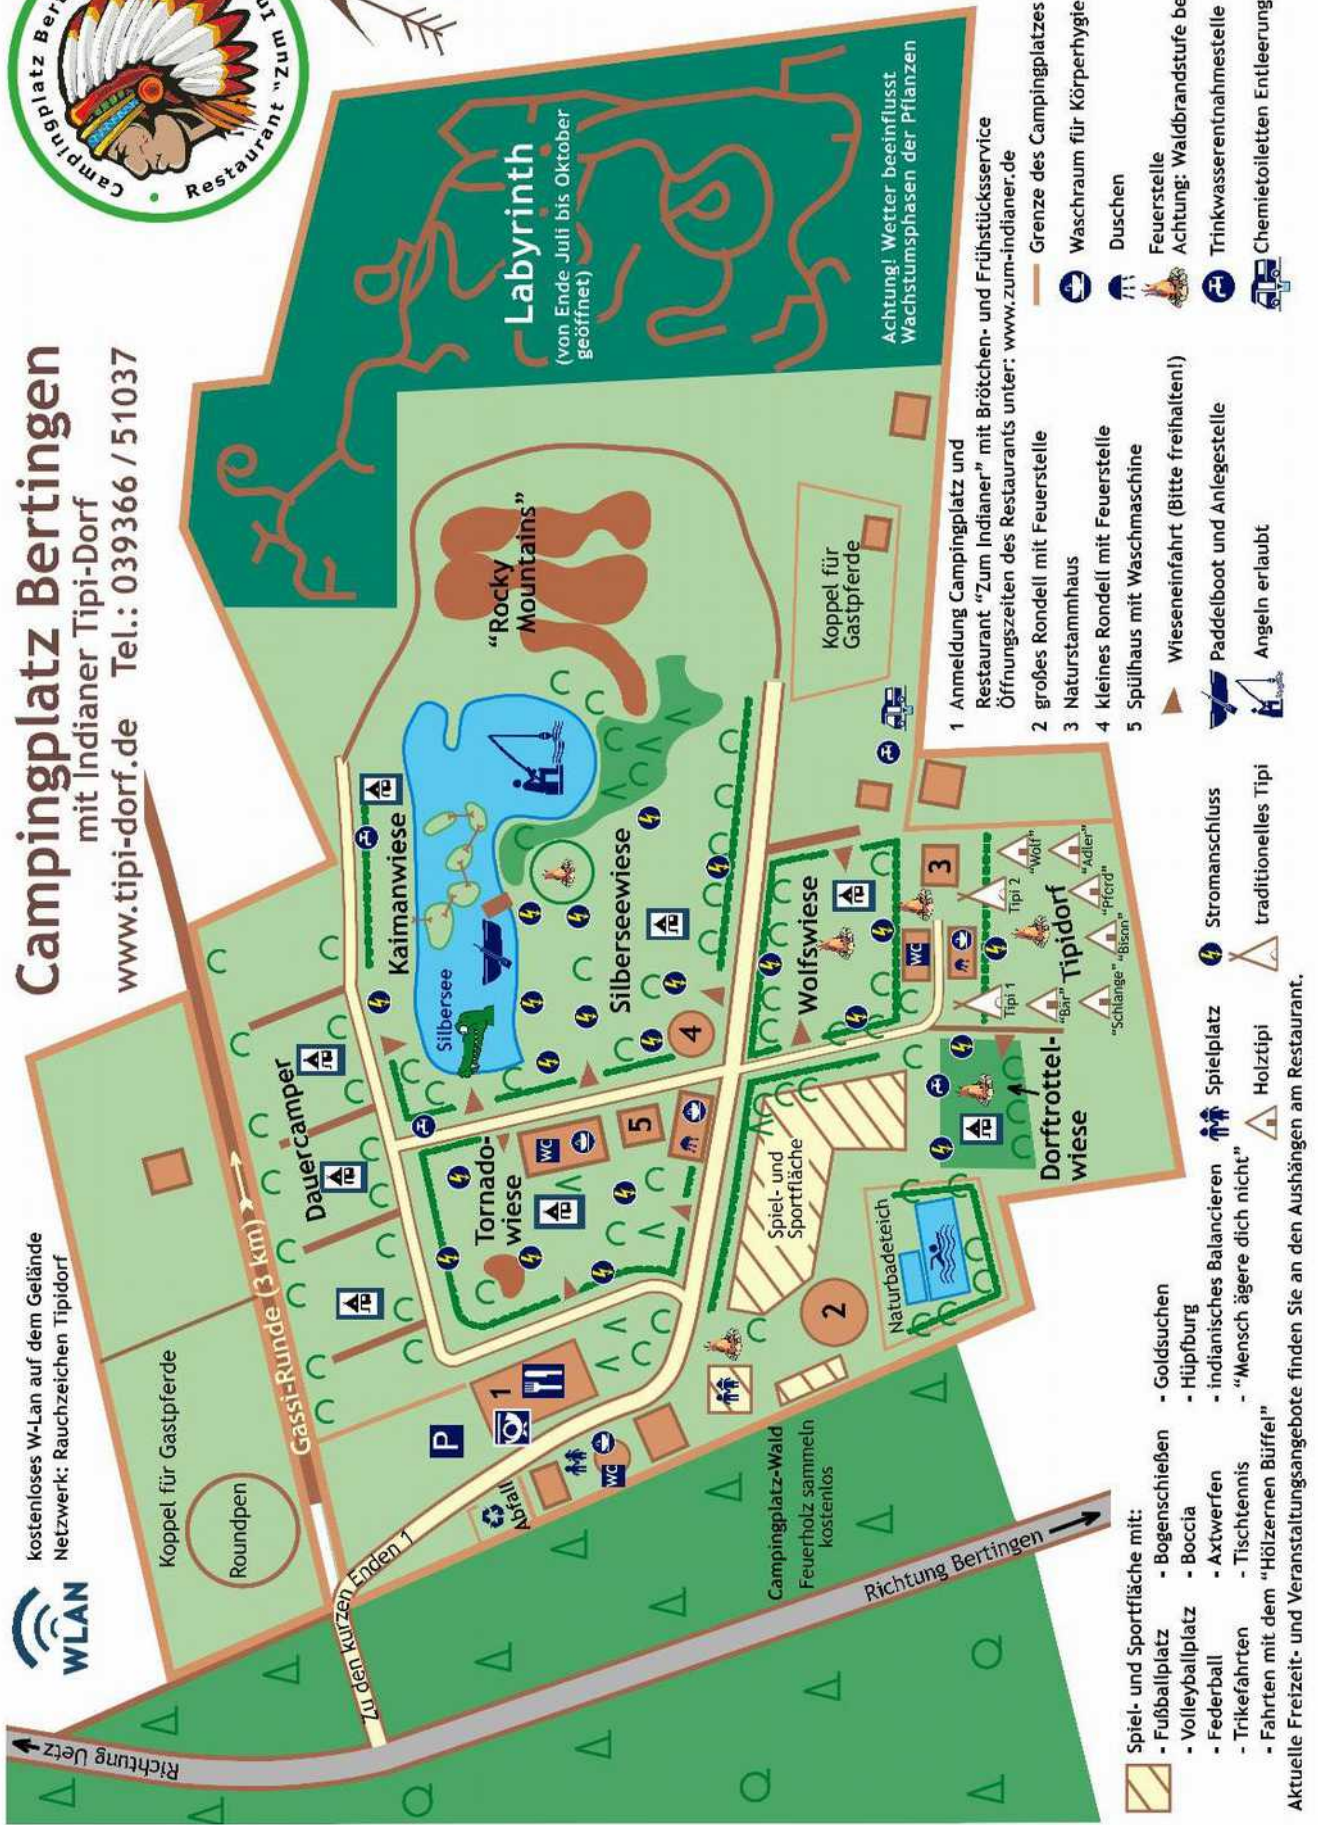 Campingplatz Bertingen
mit Indianer Tipi-Dorf
www.tipi-dorf.de Tel.: 039366 / 51037
Campingplatz
Restaurant "Zum
WLAN
kostenloses W-Lan auf dem Gelände
Netzwerk: Rauchzeichen Tipidorf
Richtung Uetz
Zu den kurzen Enden 1
Koppel für Gastpferde
Roundpen
Gassi-Runde (3 km)
Dauercamper
P
1
Abfall
WC
Tornado-
wiese
WC
5
Kaimanwiese
Silbersee
Silberseewiese
4
"Rocky
Mountains"
Labyrinth
(von Ende Juli bis Oktober
geöffnet)
Achtung! Wetter beeinflusst
Wachstumsphasen der Pflanzen
Koppel für
Gastpferde
Wolfswiese
WC
3
Spiel- und
Sportfläche
2
Naturbadeteich
Dorftrottel-
wiese
Tipidorf
Tipi 1
Tipi 2
"Bär"
"Schlange"
"Bison"
"Pferd"
"Wolf"
"Adler"
Campingplatz-Wald
Feuerholz sammeln
kostenlos
Richtung Bertingen
1 Anmeldung Campingplatz und
Restaurant "Zum Indianer" mit Brötchen- und Frühstücksservice
Öffnungszeiten des Restaurants unter: www.zum-indianer.de
2 großes Rondell mit Feuerstelle
3 Naturstammhaus
4 kleines Rondell mit Feuerstelle
5 Spülhaus mit Waschmaschine
Wieseneinfahrt (Bitte freihalten!)
Paddelboot und Anlegestelle
Angeln erlaubt
Grenze des Campingplatzes
Waschraum für Körperhygie
Duschen
Feuerstelle
Achtung: Waldbrandstufe be
Trinkwasserentnahmestelle
Chemietoiletten Entleerung
Stromanschluss
traditionelles Tipi
Spielplatz
Holztipi
Spiel- und Sportfläche mit:
- Fußballplatz - Bogenschießen - Goldsuchen
- Volleyballplatz - Boccia - Hüpfburg
- Federball - Axtwerfen - indianisches Balancieren
- Trikefahrten - Tischtennis - "Mensch ägere dich nicht"
- Fahrten mit dem "Hölzernen Büffel"
Aktuelle Freizeit- und Veranstaltungsangebote finden Sie an den Aushängen am Restaurant.